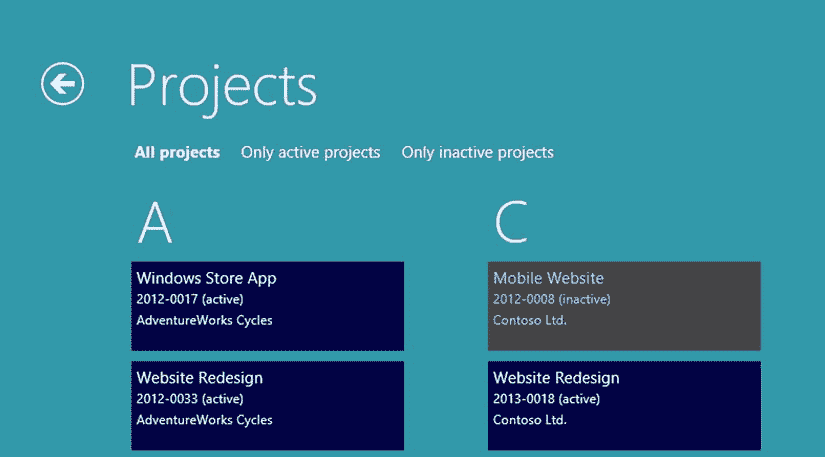 Projects
All projects Only active projects Only inactive projects
A
Windows Store App
2012-0017 (active)
AdventureWorks Cycles
Website Redesign
2012-0033 (active)
AdventureWorks Cycles
C
Mobile Website
2012-0008 (inactive)
Contoso Ltd.
Website Redesign
2013-0018 (active)
Contoso Ltd.